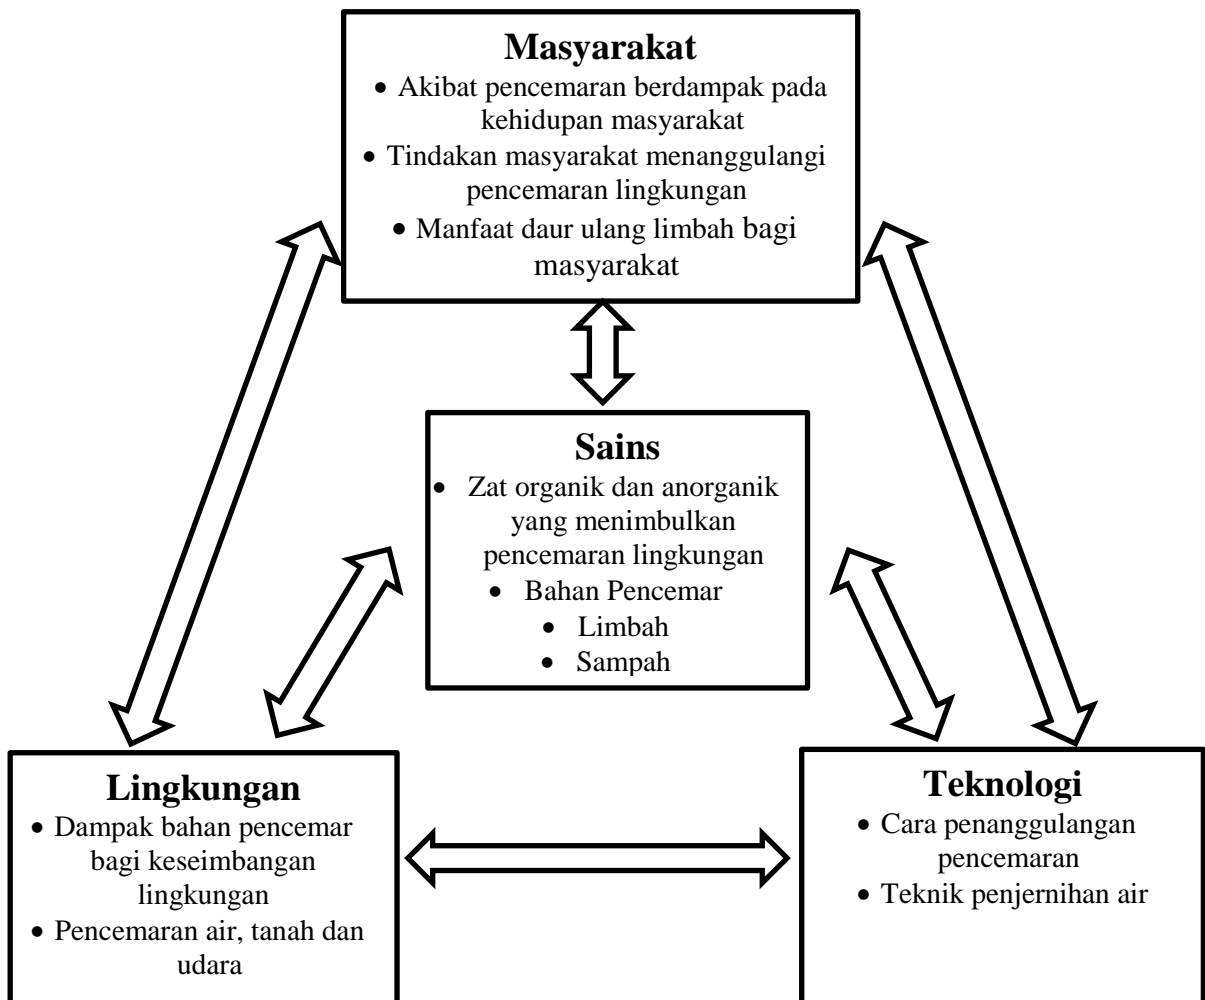 Masyarakat
• Akibat pencemaran berdampak pada
kehidupan masyarakat
• Tindakan masyarakat menanggulangi
pencemaran lingkungan
• Manfaat daur ulang limbah bagi
masyarakat
Sains
• Zat organik dan anorganik
yang menimbulkan
pencemaran lingkungan
• Bahan Pencemar
• Limbah
• Sampah
Lingkungan
• Dampak bahan pencemar
bagi keseimbangan
lingkungan
• Pencemaran air, tanah dan
udara
Teknologi
• Cara penanggulangan
pencemaran
• Teknik penjernihan air